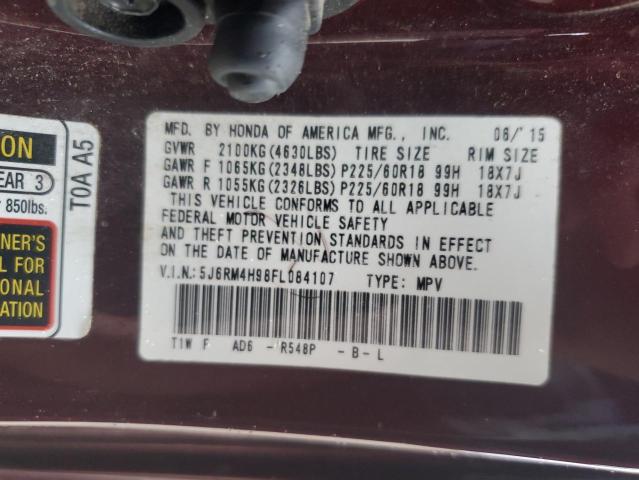 MFD. BY HONDA OF AMERICA MFG., INC. 06/'15
GVWR 2100KG(4630LBS) TIRE SIZE RIM SIZE
GAWR F 1065KG(2348LBS) P225/60R18 99H 18X7J
GAWR R 1055KG(2326LBS) P225/60R18 99H 18X7J
THIS VEHICLE CONFORMS TO ALL APPLICABLE
FEDERAL MOTOR VEHICLE SAFETY
AND THEFT PREVENTION STANDARDS IN EFFECT
ON THE DATE OF MANUFACTURE SHOWN ABOVE.
V.I.N.: 5J6RM4H98FL084107 TYPE: MPV
T1W F AD6 - R548P - B - L
T0A A5
ON
EAR 3
850lbs.
NER'S
L FOR
ONAL
ATION